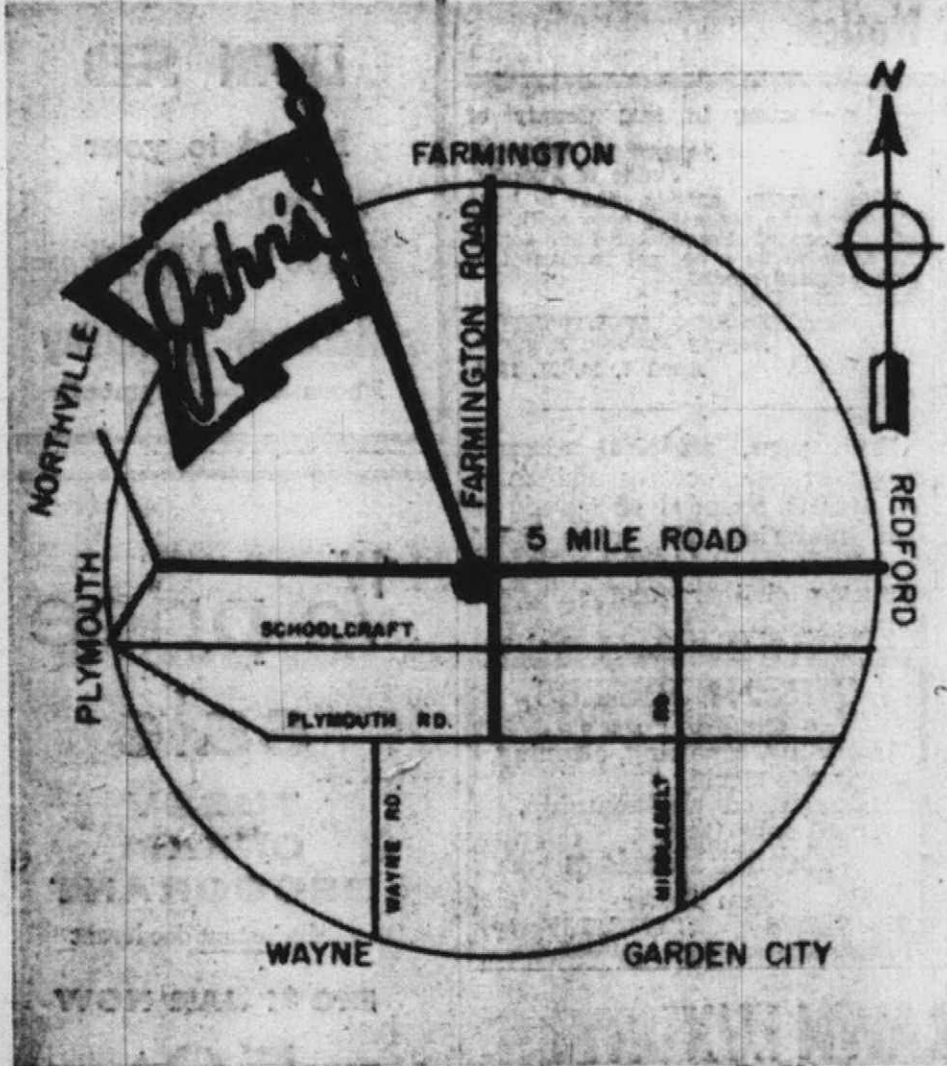 N
FARMINGTON
Jahn's
FARMINGTON ROAD
NORTHVILLE
REDFORD
5 MILE ROAD
PLYMOUTH
SCHOOLCRAFT
PLYMOUTH RD.
MIDDLEBELT RD
WAYNE RD.
WAYNE
GARDEN CITY